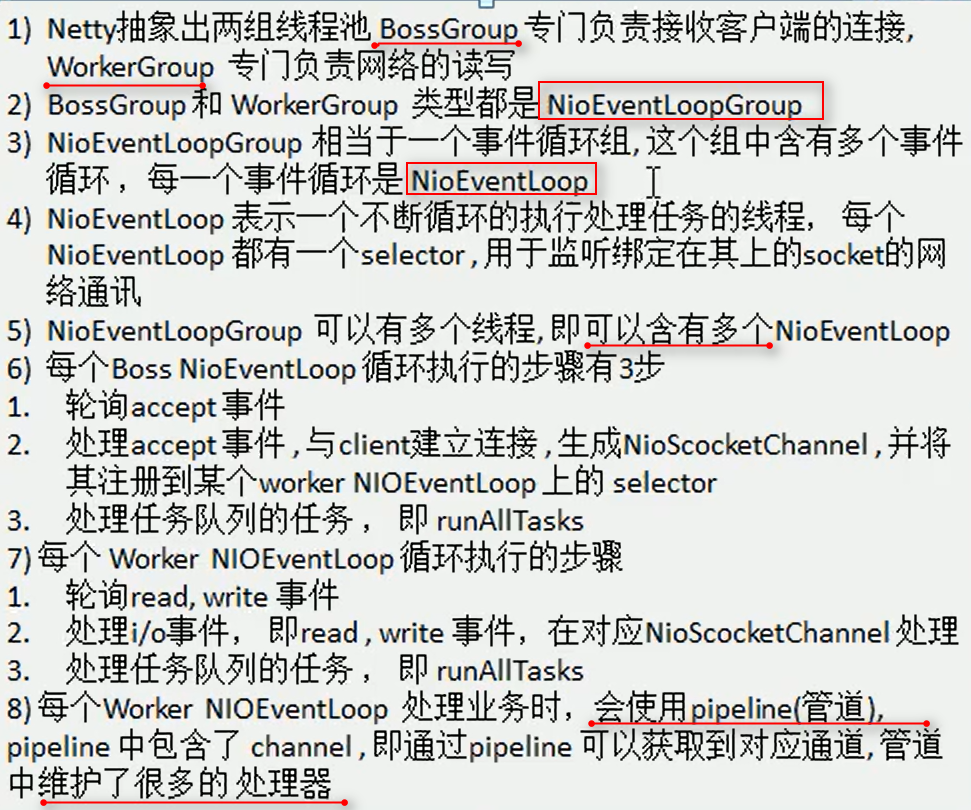 1) Netty抽象出两组线程池 BossGroup 专门负责接收客户端的连接,
WorkerGroup 专门负责网络的读写
2) BossGroup 和 WorkerGroup 类型都是 NioEventLoopGroup
3) NioEventLoopGroup 相当于一个事件循环组, 这个组中含有多个事件
循环 ，每一个事件循环是 NioEventLoop
4) NioEventLoop 表示一个不断循环的执行处理任务的线程， 每个
NioEventLoop 都有一个selector , 用于监听绑定在其上的socket的网
络通讯
5) NioEventLoopGroup 可以有多个线程, 即可以含有多个NioEventLoop
6) 每个Boss NioEventLoop 循环执行的步骤有3步
1. 轮询accept 事件
2. 处理accept 事件 , 与client建立连接 , 生成NioScocketChannel , 并将
其注册到某个worker NIOEventLoop 上的 selector
3. 处理任务队列的任务 ， 即 runAllTasks
7) 每个 Worker NIOEventLoop 循环执行的步骤
1. 轮询read, write 事件
2. 处理i/o事件， 即read , write 事件，在对应NioScocketChannel 处理
3. 处理任务队列的任务 ， 即 runAllTasks
8) 每个Worker NIOEventLoop 处理业务时， 会使用pipeline(管道),
pipeline 中包含了 channel , 即通过pipeline 可以获取到对应通道, 管道
中维护了很多的 处理器